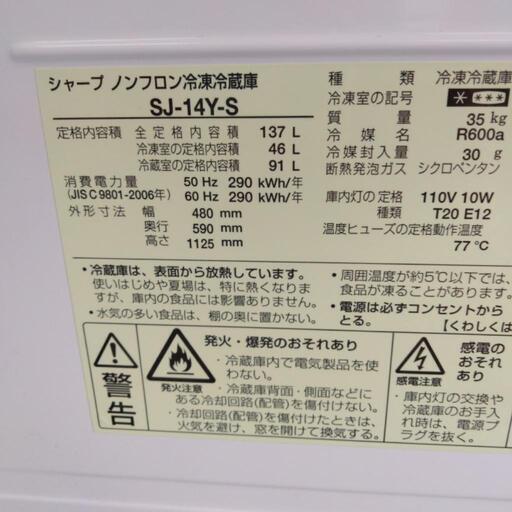 シャープ ノンフロン冷凍冷蔵庫
SJ-14Y-S
定格内容積 全定格内容積 137 L
冷凍室の定格内容積 46 L
冷蔵室の定格内容積 91 L
消費電力量 50 Hz 290 kWh/年
(JIS C 9801-2006年) 60 Hz 290 kWh/年
外形寸法 幅 480 mm
奥行 590 mm
高さ 1125 mm
種類 冷凍冷蔵庫
冷凍室の記号 * ***
質量 35 kg
冷媒名 R600a
冷媒封入量 30 g
断熱発泡ガス シクロペンタン
庫内灯の定格 110V 10W
種類 T20 E12
温度ヒューズの定格動作温度
77 ℃
• 冷蔵庫は、表面から放熱しています。
使いはじめや夏場は、特に熱くなりま
すが、庫内の食品には影響ありません。
• 水気の多い食品は、棚の奥に置かない。
• 周囲温度が約5℃以下では、
食品が凍ることがあります。
• 電源は必ずコンセントから
とる。 【くわしくは
警告
発火注意
発火・爆発のおそれあり
・冷蔵庫内で電気製品を使
わない。
・冷蔵庫背面・側面などに
ある冷却回路(配管)を傷付けない。
・冷却回路(配管)を傷付けたときは、
火気を避け、窓を開けて換気する。
感電注意
感電の
おそれ
あり
・庫内灯の交換や
冷蔵庫のお手入
れ時は、電源プ
ラグを抜く。